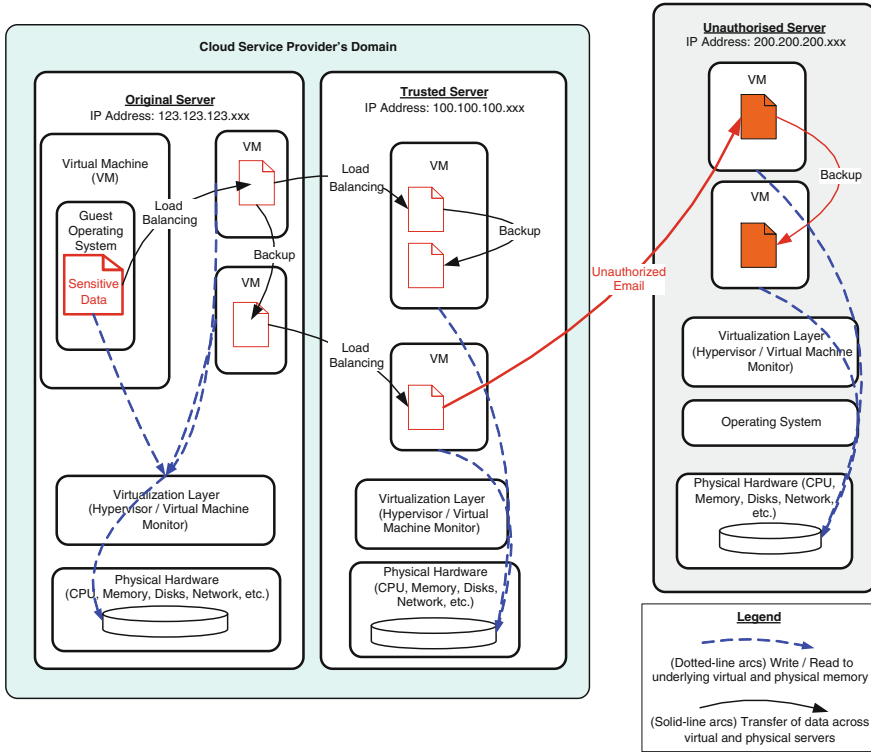 Cloud Service Provider's Domain
Original Server
IP Address: 123.123.123.xxx
Virtual Machine
(VM)
Guest
Operating
System
Sensitive
Data
Load
Balancing
VM
Backup
VM
Virtualization Layer
(Hypervisor / Virtual Machine
Monitor)
Physical Hardware
(CPU, Memory, Disks, Network, etc.)
Load
Balancing
Load
Balancing
Trusted Server
IP Address: 100.100.100.xxx
VM
Backup
VM
Virtualization Layer
(Hypervisor / Virtual
Machine Monitor)
Physical Hardware
(CPU, Memory, Disks,
Network, etc.)
Unauthorized
Email
Unauthorised Server
IP Address: 200.200.200.xxx
VM
Backup
VM
Virtualization Layer
(Hypervisor / Virtual Machine
Monitor)
Operating System
Physical Hardware (CPU,
Memory, Disks, Network,
etc.)
Legend
(Dotted-line arcs) Write / Read to
underlying virtual and physical memory
(Solid-line arcs) Transfer of data across
virtual and physical servers